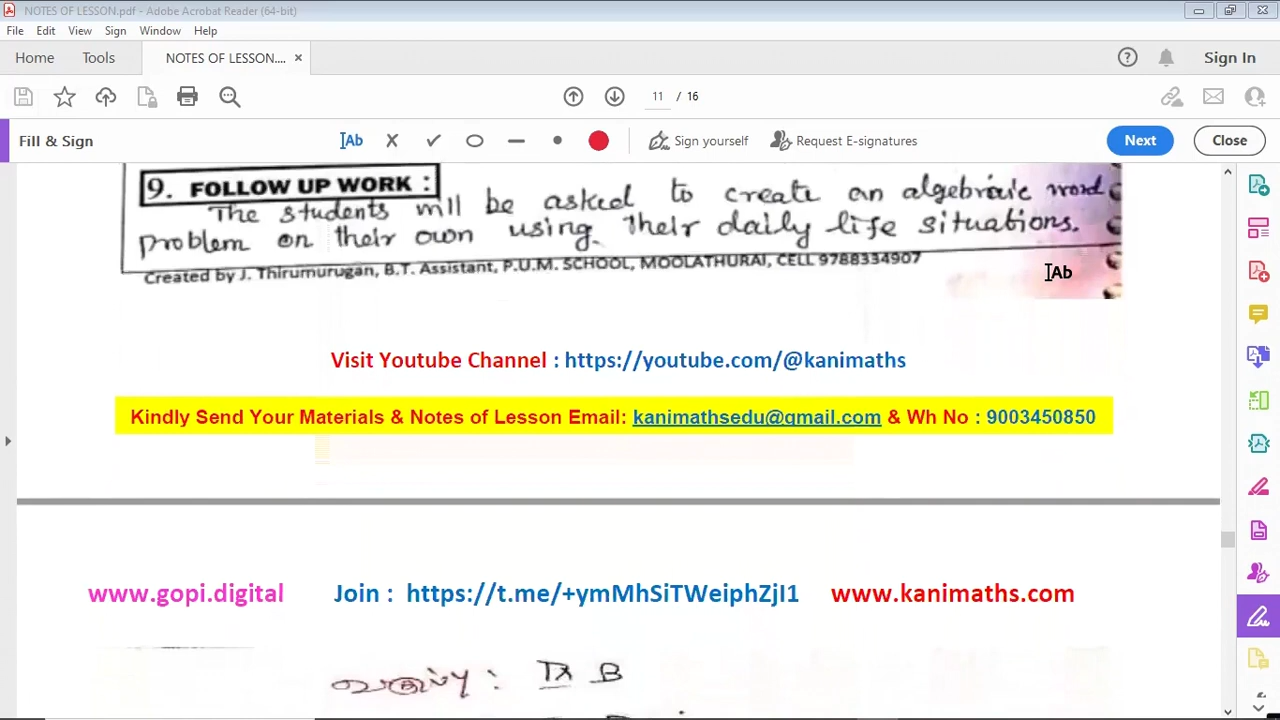 NOTES OF LESSON.pdf - Adobe Acrobat Reader (64-bit)
File Edit View Sign Window Help
Home Tools NOTES OF LESSON.... × Sign In
11 / 16
Fill & Sign Ab Sign yourself Request E-signatures Next Close
9. FOLLOW UP WORK :
The students will be asked to create an algebraic word
problem on their own using their daily life situations.
Created by J. Thirumurugan, B.T. Assistant, P.U.M. SCHOOL, MOOLATHURAI, CELL 9788334907
Ab
Visit Youtube Channel : https://youtube.com/@kanimaths
Kindly Send Your Materials & Notes of Lesson Email: kanimathsedu@gmail.com & Wh No : 9003450850
www.gopi.digital Join : https://t.me/+ymMhSiTWeiphZjI1 www.kanimaths.com
வகுப்பு : IX B